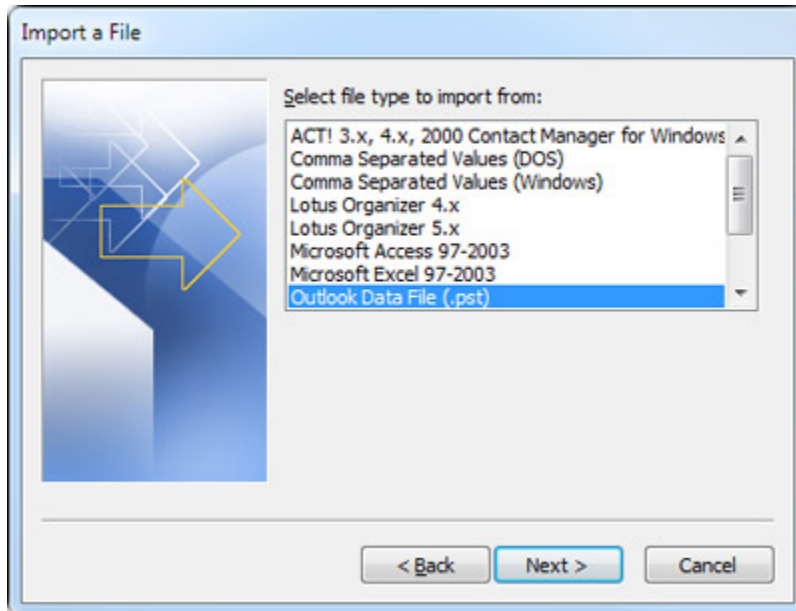 Import a File
Select file type to import from:
ACT! 3.x, 4.x, 2000 Contact Manager for Windows
Comma Separated Values (DOS)
Comma Separated Values (Windows)
Lotus Organizer 4.x
Lotus Organizer 5.x
Microsoft Access 97-2003
Microsoft Excel 97-2003
Outlook Data File (.pst)
< Back Next > Cancel